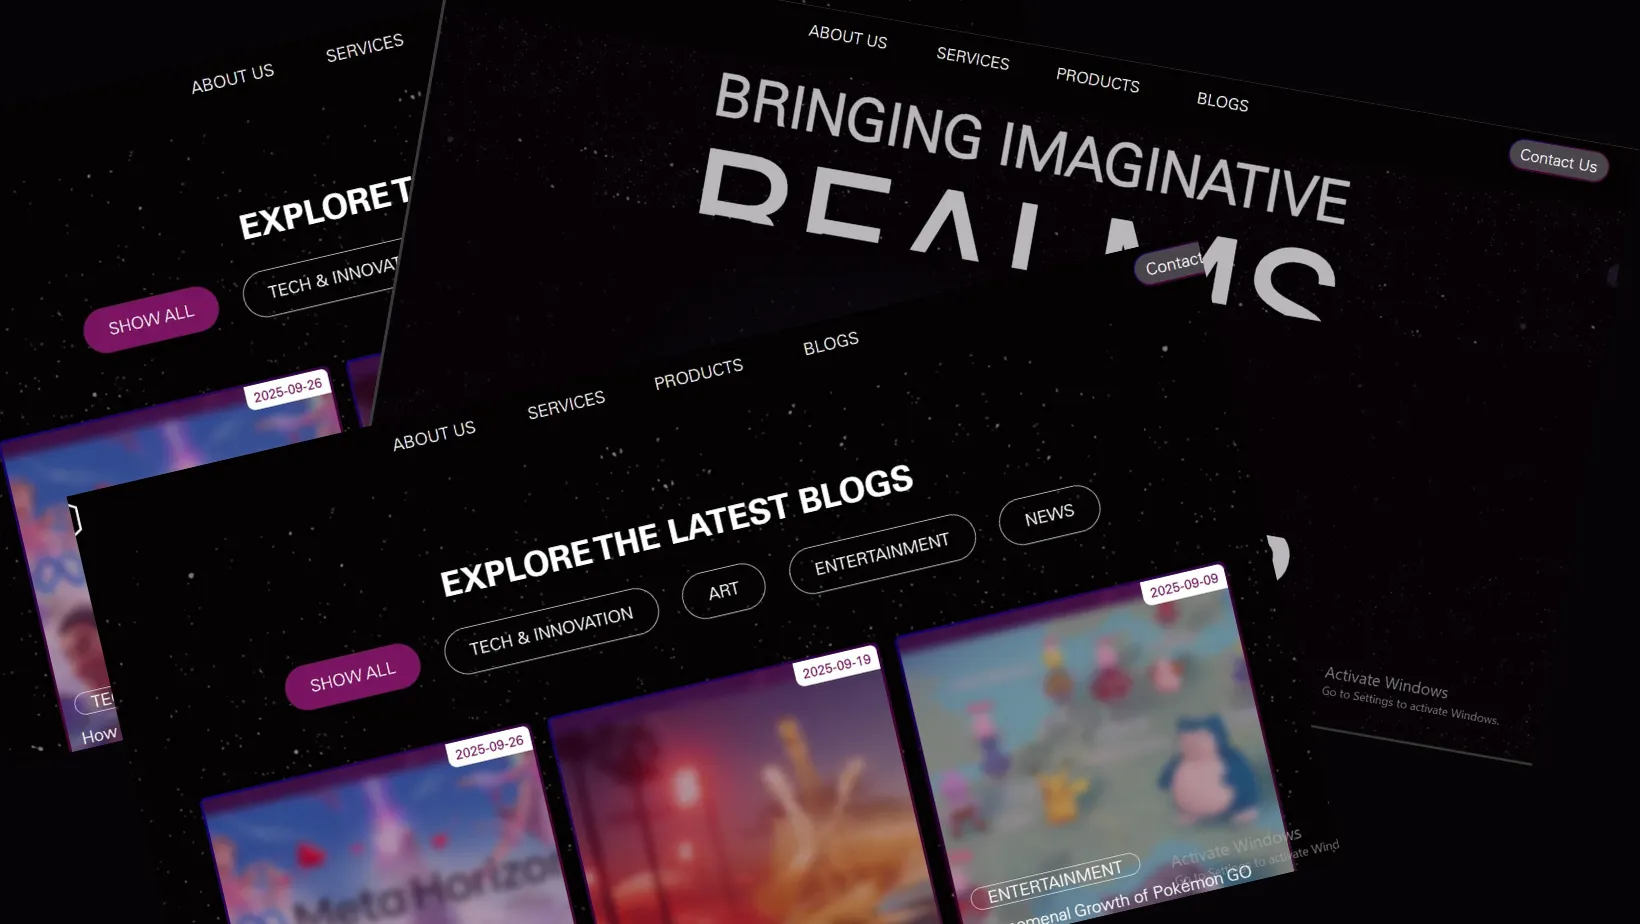 ABOUT US
SERVICES
EXPLORE T
TECH & INNOVAT
SHOW ALL
2025-09-26
How
ABOUT US
SERVICES
PRODUCTS
BLOGS
Contact Us
BRINGING IMAGINATIVE
REALMS
Activate Windows
Go to Settings to activate Windows.
Contact
ABOUT US
SERVICES
PRODUCTS
BLOGS
EXPLORE THE LATEST BLOGS
SHOW ALL
TECH & INNOVATION
ART
ENTERTAINMENT
NEWS
2025-09-26
Meta Horizon
2025-09-19
2025-09-09
ENTERTAINMENT
Growth of Pokémon GO
Activate Windows
Go to Settings to activate Wind